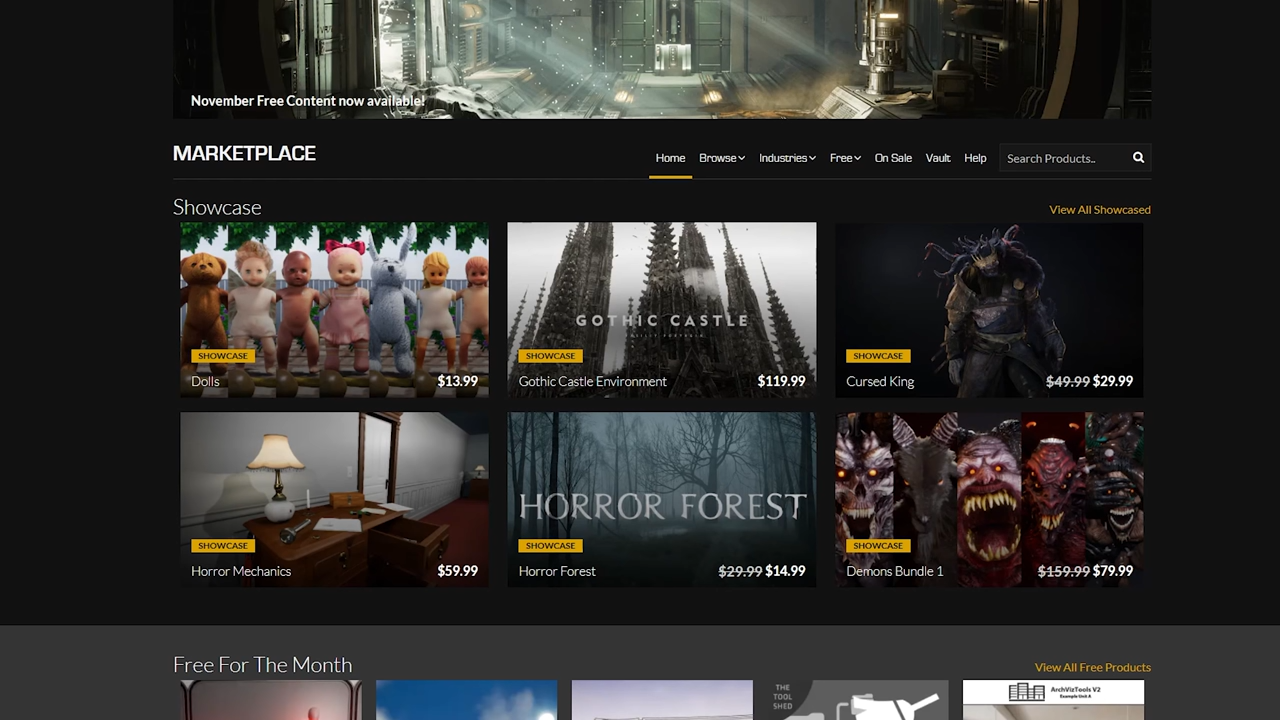 November Free Content now available!
MARKETPLACE
Home Browse Industries Free On Sale Vault Help Search Products..
Showcase View All Showcased
SHOWCASE
Dolls $13.99
GOTHIC CASTLE
SHOWCASE
Gothic Castle Environment $119.99
SHOWCASE
Cursed King $49.99 $29.99
SHOWCASE
Horror Mechanics $59.99
HORROR FOREST
SHOWCASE
Horror Forest $29.99 $14.99
SHOWCASE
Demons Bundle 1 $159.99 $79.99
Free For The Month View All Free Products
THE
TOOL
SHED
ArchVizTools V2
Example Unit A